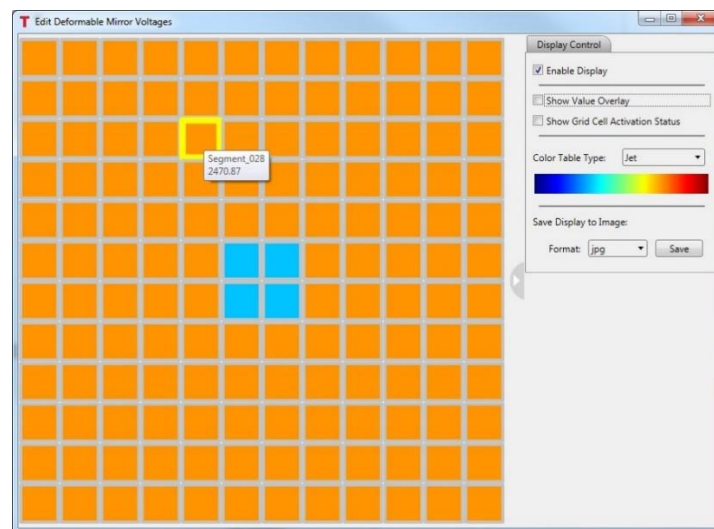 T Edit Deformable Mirror Voltages
Display Control
Enable Display
Show Value Overlay
Show Grid Cell Activation Status
Segment_028
2470.87
Color Table Type: Jet
Save Display to Image:
Format: jpg Save